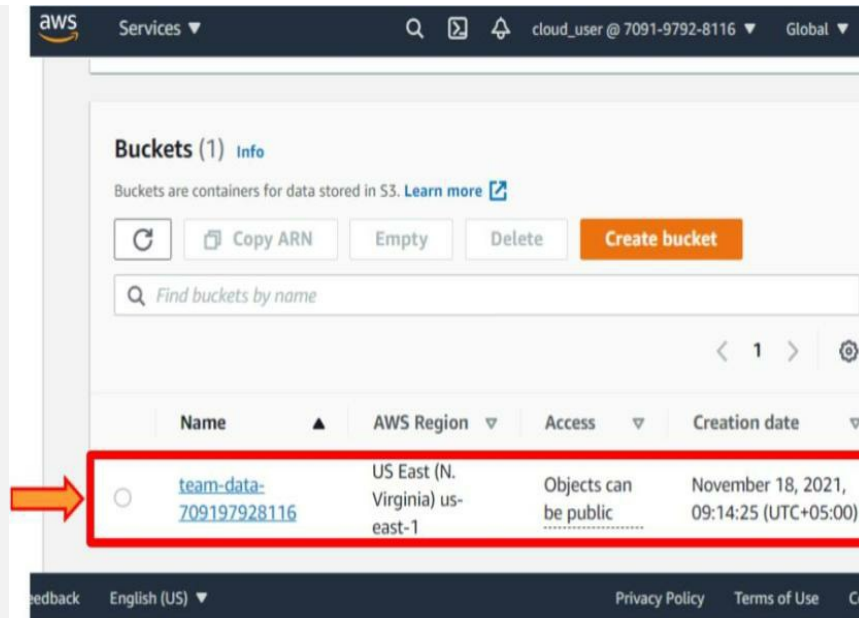 aws
Services ▼
cloud_user @ 7091-9792-8116 ▼
Global ▼
Buckets (1) Info
Buckets are containers for data stored in S3. Learn more
Copy ARN
Empty
Delete
Create bucket
Find buckets by name
1
Name
AWS Region
Access
Creation date
team-data-
709197928116
US East (N.
Virginia) us-
east-1
Objects can
be public
November 18, 2021,
09:14:25 (UTC+05:00)
eedback
English (US) ▼
Privacy Policy
Terms of Use